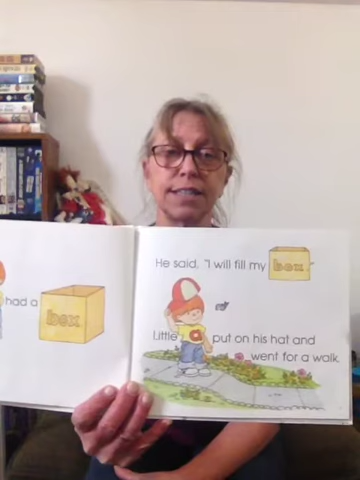 had a box
He said, "I will fill my box."
Little a put on his hat and
went for a walk.